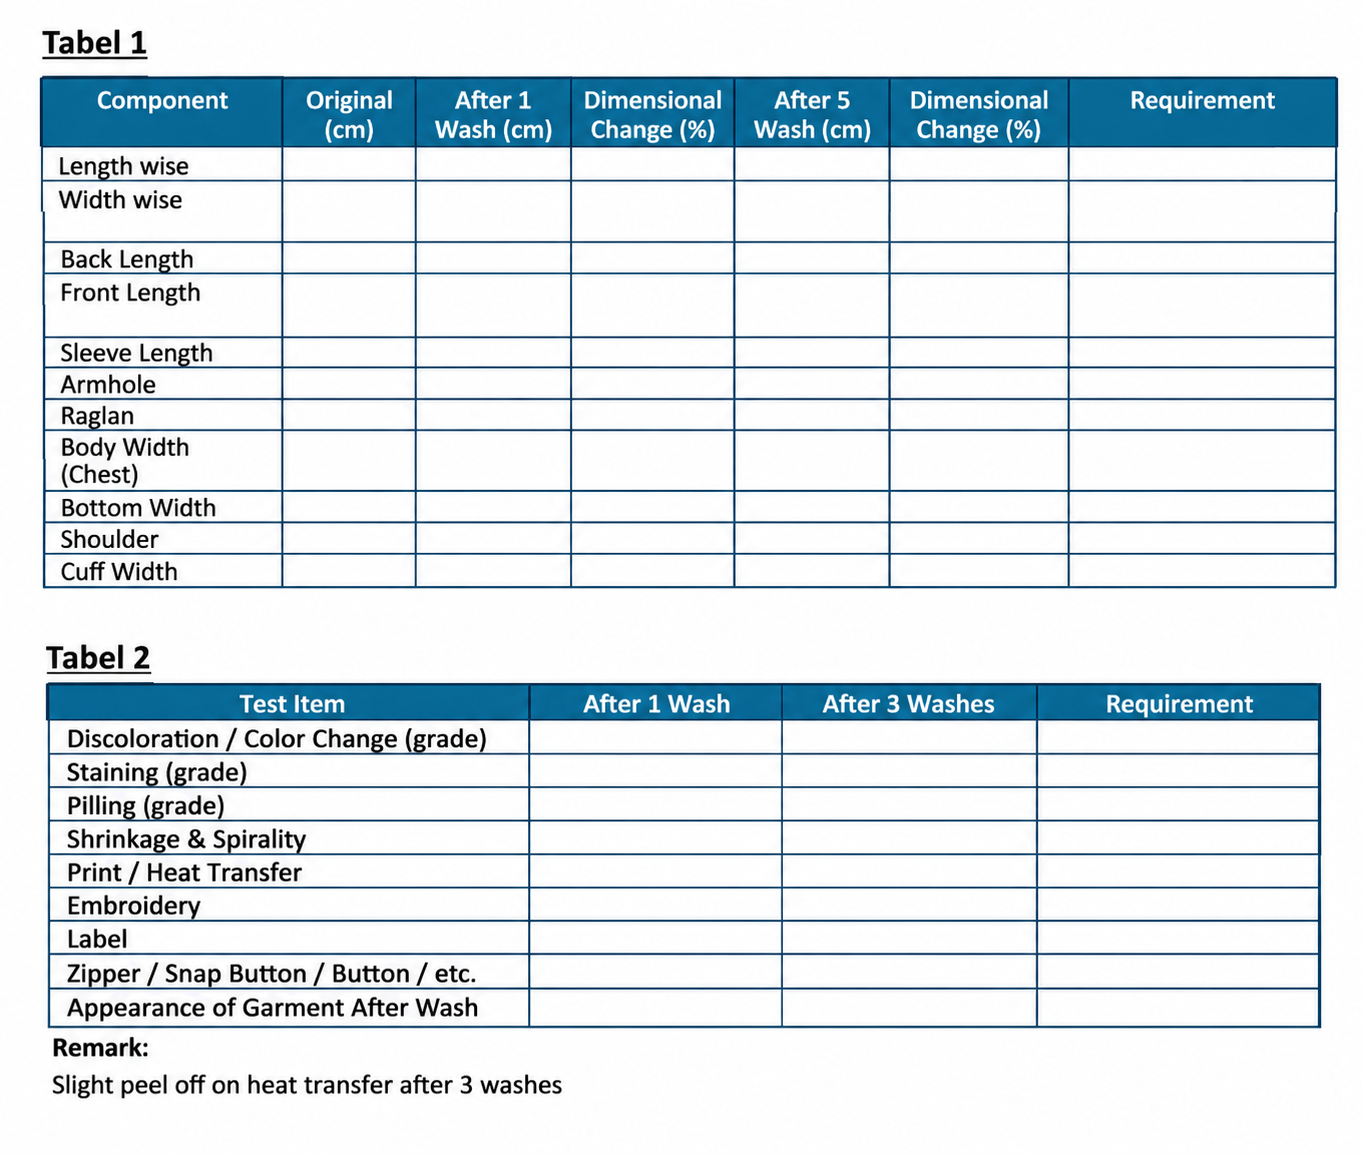 Tabel 1
Component Original (cm) After 1 Wash (cm) Dimensional Change (%) After 5 Wash (cm) Dimensional Change (%) Requirement
Length wise
Width wise
Back Length
Front Length
Sleeve Length
Armhole
Raglan
Body Width
(Chest)
Bottom Width
Shoulder
Cuff Width
Tabel 2
Test Item After 1 Wash After 3 Washes Requirement
Discoloration / Color Change (grade)
Staining (grade)
Pilling (grade)
Shrinkage & Spirality
Print / Heat Transfer
Embroidery
Label
Zipper / Snap Button / Button / etc.
Appearance of Garment After Wash
Remark:
Slight peel off on heat transfer after 3 washes